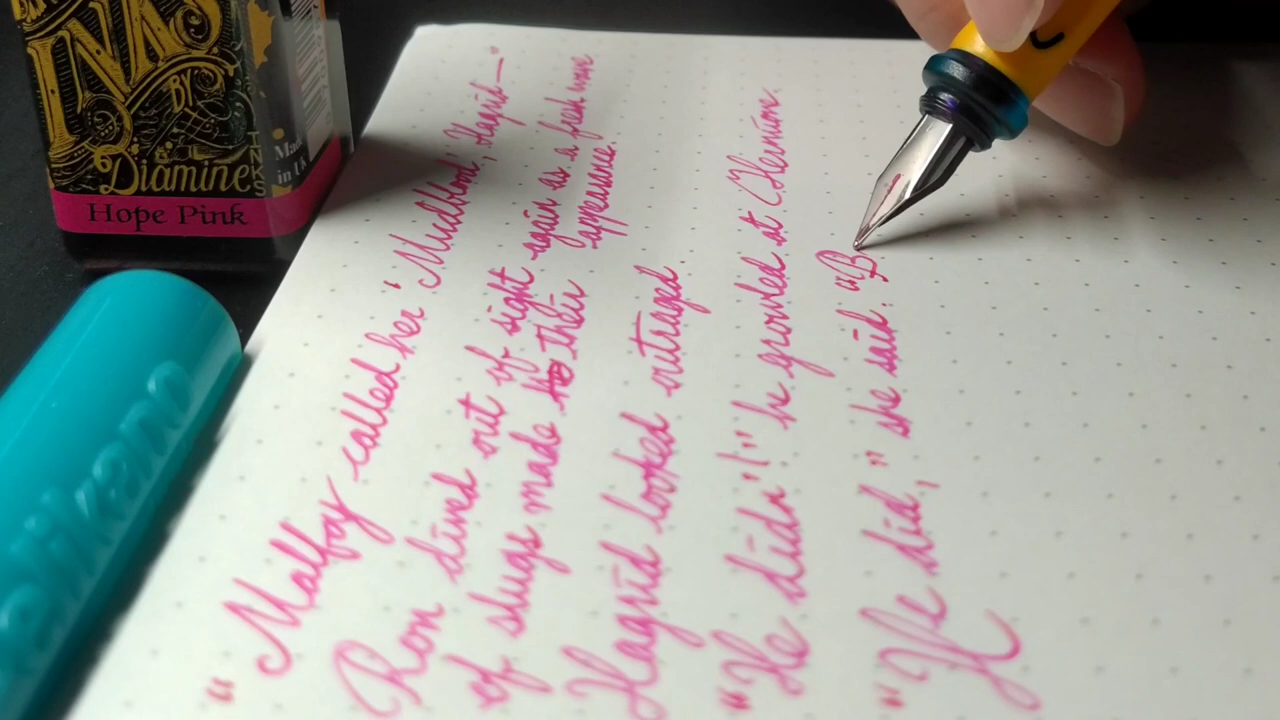 INKS
BY
Diamine
INKS
Made
in UK
Hope Pink
elikano
"Malfoy called her 'Mudblood', Hagrid—"
Ron dived out of sight again as a fresh wave
of slugs made their appearance.
Hagrid looked outraged.
"He didn't!" he growled at Hermione.
"He did," she said. "B